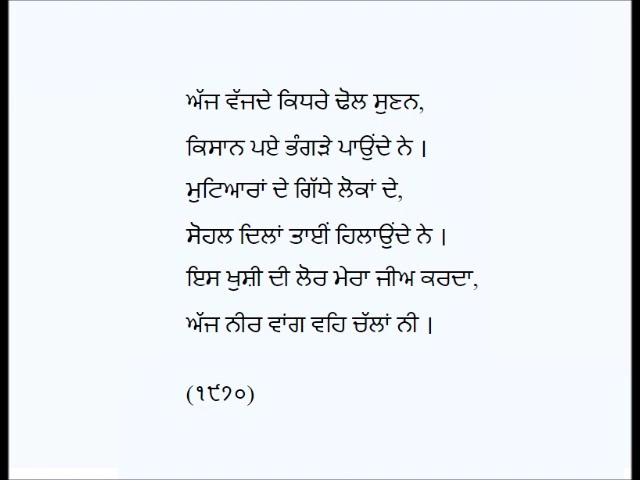 ਅੱਜ ਵੱਜਦੇ ਕਿਧਰੇ ਢੋਲ ਸੁਣਨ,
ਕਿਸਾਨ ਪਏ ਭੰਗੜੇ ਪਾਉਂਦੇ ਨੇ ।
ਮੁਟਿਆਰਾਂ ਦੇ ਗਿੱਧੇ ਲੋਕਾਂ ਦੇ,
ਸੋਹਲ ਦਿਲਾਂ ਤਾਈਂ ਹਿਲਾਉਂਦੇ ਨੇ ।
ਇਸ ਖੁਸ਼ੀ ਦੀ ਲੋਰ ਮੇਰਾ ਜੀਅ ਕਰਦਾ,
ਅੱਜ ਨੀਰ ਵਾਂਗ ਵਹਿ ਚੱਲਾਂ ਨੀ ।
(੧੯੭੦)